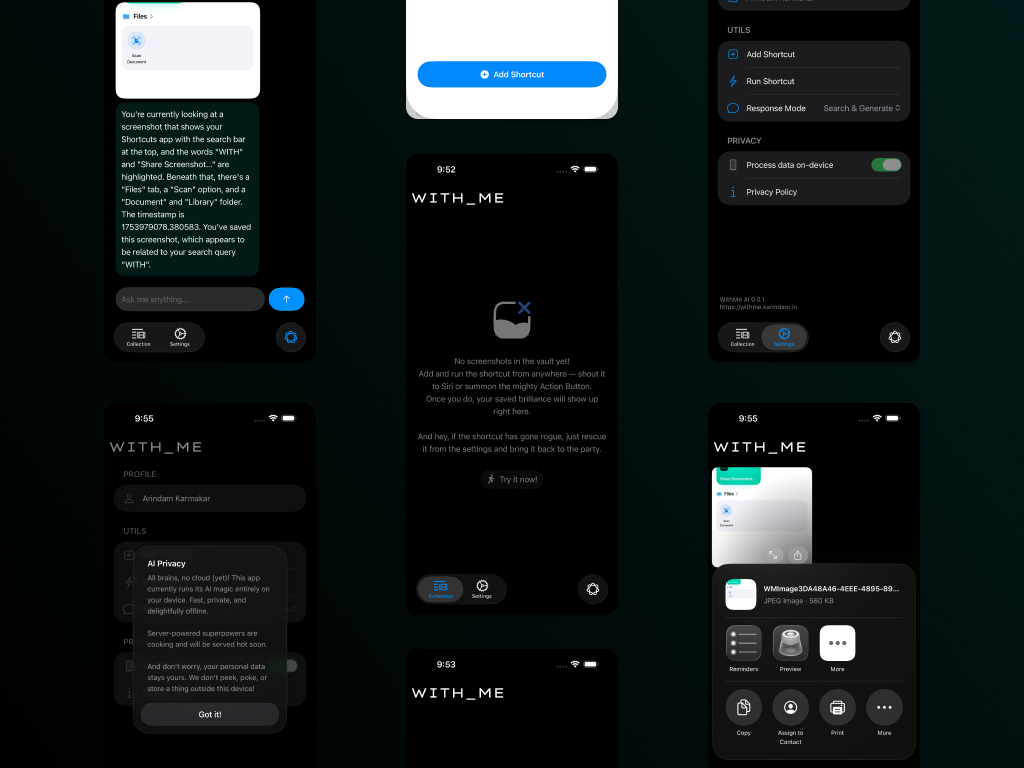 Files >
Scan
Document
You're currently looking at a
screenshot that shows your
Shortcuts app with the search bar
at the top, and the words "WITH"
and "Share Screenshot..." are
highlighted. Beneath that, there's a
"Files" tab, a "Scan" option, and a
"Document" and "Library" folder.
The timestamp is
1753979078.380583. You've saved
this screenshot, which appears to
be related to your search query
"WITH".
Ask me anything...
Collection
Settings
9:55
WITH_ME
PROFILE
Arindam Karmakar
UTILS
AI Privacy
All brains, no cloud (yet)! This app
currently runs its AI magic entirely on
your device. Fast, private, and
delightfully offline.
Server-powered superpowers are
cooking and will be served hot soon.
And don't worry, your personal data
stays yours. We don't peek, poke, or
store a thing outside this device!
Got it!
Add Shortcut
9:52
WITH_ME
No screenshots in the vault yet!
Add and run the shortcut from anywhere — shout it
to Siri or summon the mighty Action Button.
Once you do, your saved brilliance will show up
right here.
And hey, if the shortcut has gone rogue, just rescue
it from the settings and bring it back to the party.
Try it now!
Collection
Settings
9:53
WITH_ME
UTILS
Add Shortcut
Run Shortcut
Response Mode
Search & Generate
PRIVACY
Process data on-device
Privacy Policy
WithMe AI 0.0.1
https://withme.karindam.in
Collection
Settings
9:55
WITH_ME
Share Screenshot...
Files >
Scan
Document
WMImage3DA48A46-4EEE-4895-89...
JPEG Image · 560 KB
Reminders
Preview
More
Copy
Assign to
Contact
Print
More